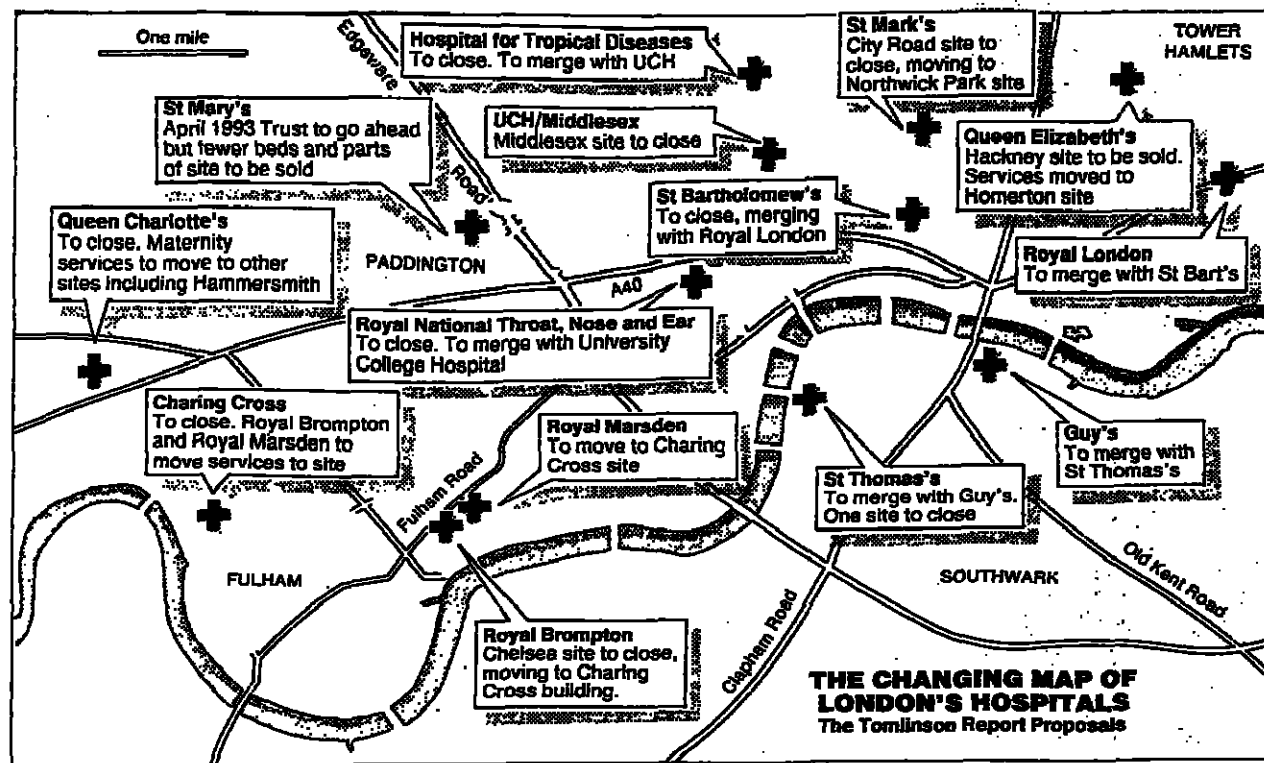 One mile
Edgeware
Road
Hospital for Tropical Diseases
To close. To merge with UCH
St Mark's
City Road site to
close, moving to
Northwick Park site
TOWER
HAMLETS
St Mary's
April 1993 Trust to go ahead
but fewer beds and parts
of site to be sold
UCH/Middlesex
Middlesex site to close
Queen Elizabeth's
Hackney site to be sold.
Services moved to
Homerton site
Queen Charlotte's
To close. Maternity
services to move to other
sites including Hammersmith
PADDINGTON
St Bartholomew's
To close, merging
with Royal London
Royal London
To merge with St Bart's
A40
Royal National Throat, Nose and Ear
To close. To merge with University
College Hospital
Charing Cross
To close. Royal Brompton
and Royal Marsden to
move services to site
Royal Marsden
To move to Charing
Cross site
Guy's
To merge with
St Thomas's
St Thomas's
To merge with Guy's.
One site to close
Fulham Road
FULHAM
SOUTHWARK
Old Kent Road
Clapham Road
Royal Brompton
Chelsea site to close,
moving to Charing
Cross building.
THE CHANGING MAP OF
LONDON'S HOSPITALS
The Tomlinson Report Proposals